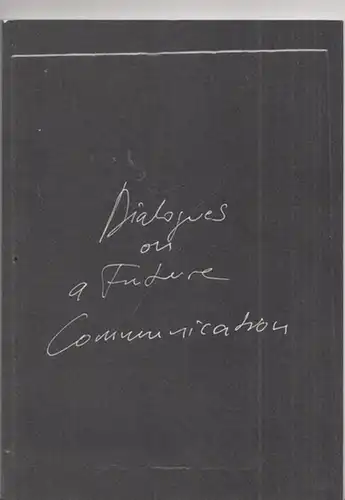 Dialogues
on
a Future
Communication